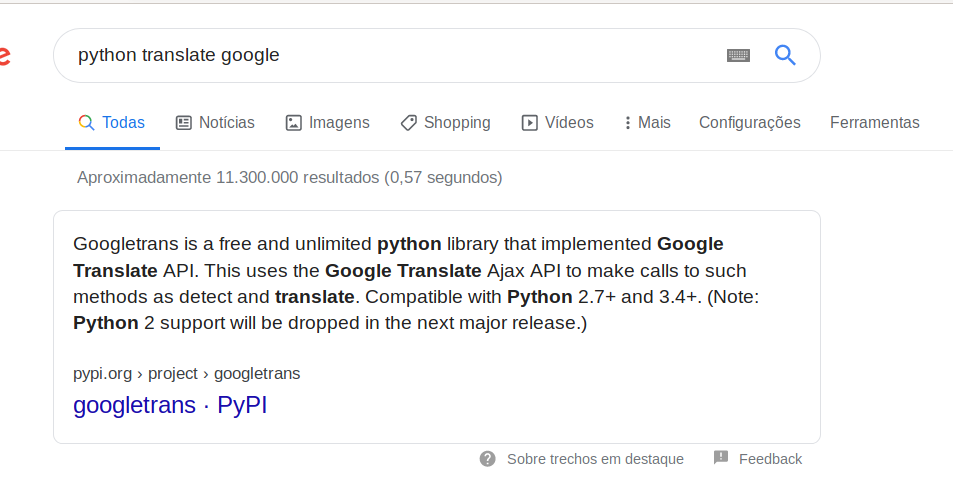 e
python translate google
Todas Notícias Imagens Shopping Vídeos Mais Configurações Ferramentas
Aproximadamente 11.300.000 resultados (0,57 segundos)
Googletrans is a free and unlimited python library that implemented Google
Translate API. This uses the Google Translate Ajax API to make calls to such
methods as detect and translate. Compatible with Python 2.7+ and 3.4+. (Note:
Python 2 support will be dropped in the next major release.)
pypi.org › project › googletrans
googletrans · PyPI
Sobre trechos em destaque Feedback